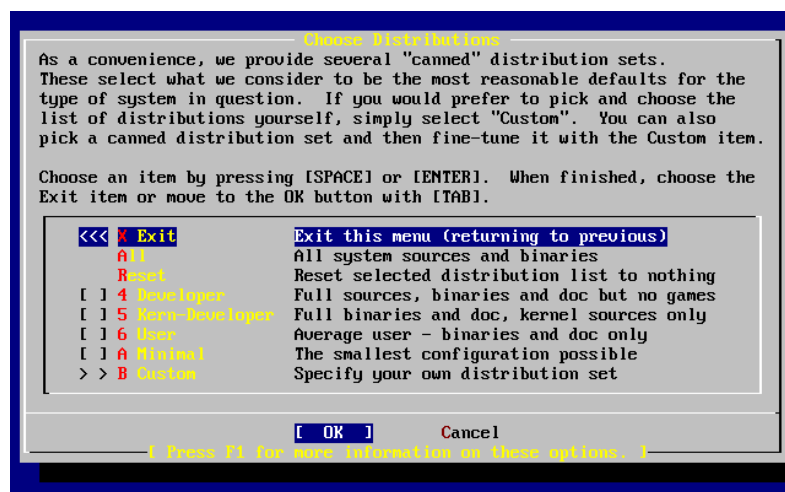 Choose Distributions
As a convenience, we provide several "canned" distribution sets.
These select what we consider to be the most reasonable defaults for the
type of system in question.  If you would prefer to pick and choose the
list of distributions yourself, simply select "Custom".  You can also
pick a canned distribution set and then fine-tune it with the Custom item.
Choose an item by pressing [SPACE] or [ENTER].  When finished, choose the
Exit item or move to the OK button with [TAB].
<<< X Exit Exit this menu (returning to previous)
All All system sources and binaries
Reset Reset selected distribution list to nothing
[ ] 4 Developer Full sources, binaries and doc but no games
[ ] 5 Kern-Developer Full binaries and doc, kernel sources only
[ ] 6 User Average user - binaries and doc only
[ ] A Minimal The smallest configuration possible
> > B Custom Specify your own distribution set
[ OK ] Cancel
[ Press F1 for more information on these options. ]